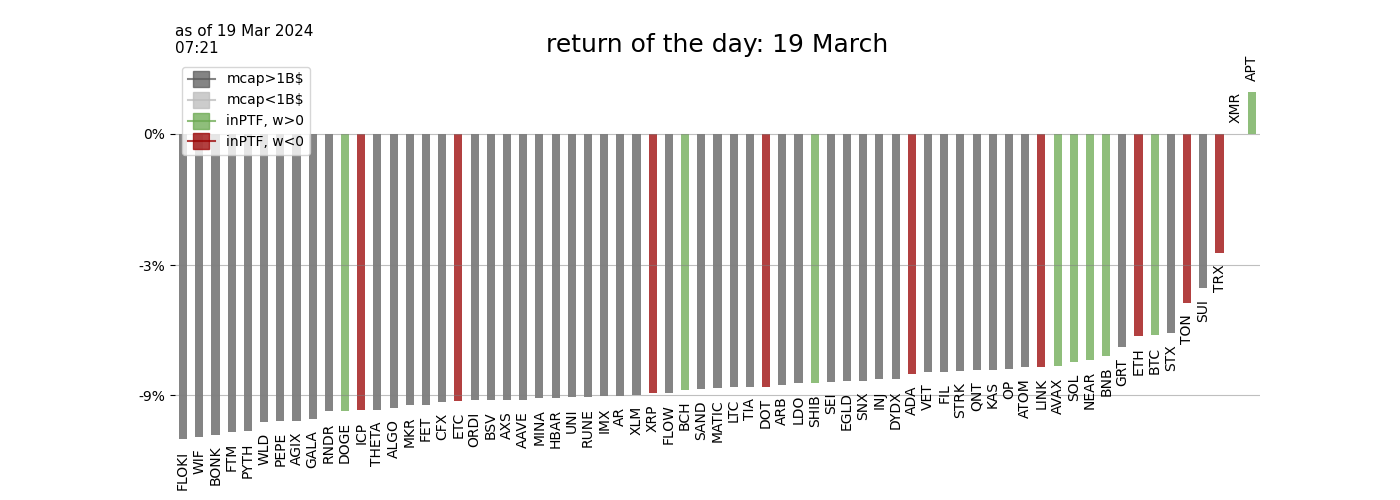 as of 19 Mar 2024
07:21
return of the day: 19 March
mcap>1B$
mcap<1B$
inPTF, w>0
inPTF, w<0
0%
-3%
-9%
FLOKI
WIF
BONK
FTM
PYTH
WLD
PEPE
AGIX
GALA
RNDR
DOGE
ICP
THETA
ALGO
MKR
FET
CFX
ETC
ORDI
BSV
AXS
AAVE
MINA
HBAR
UNI
RUNE
IMX
AR
XLM
XRP
FLOW
BCH
SAND
MATIC
LTC
TIA
DOT
ARB
LDO
SHIB
SEI
EGLD
SNX
INJ
DYDX
ADA
VET
FIL
STRK
QNT
KAS
OP
ATOM
LINK
AVAX
SOL
NEAR
BNB
GRT
ETH
BTC
STX
TON
SUI
TRX
XMR
APT